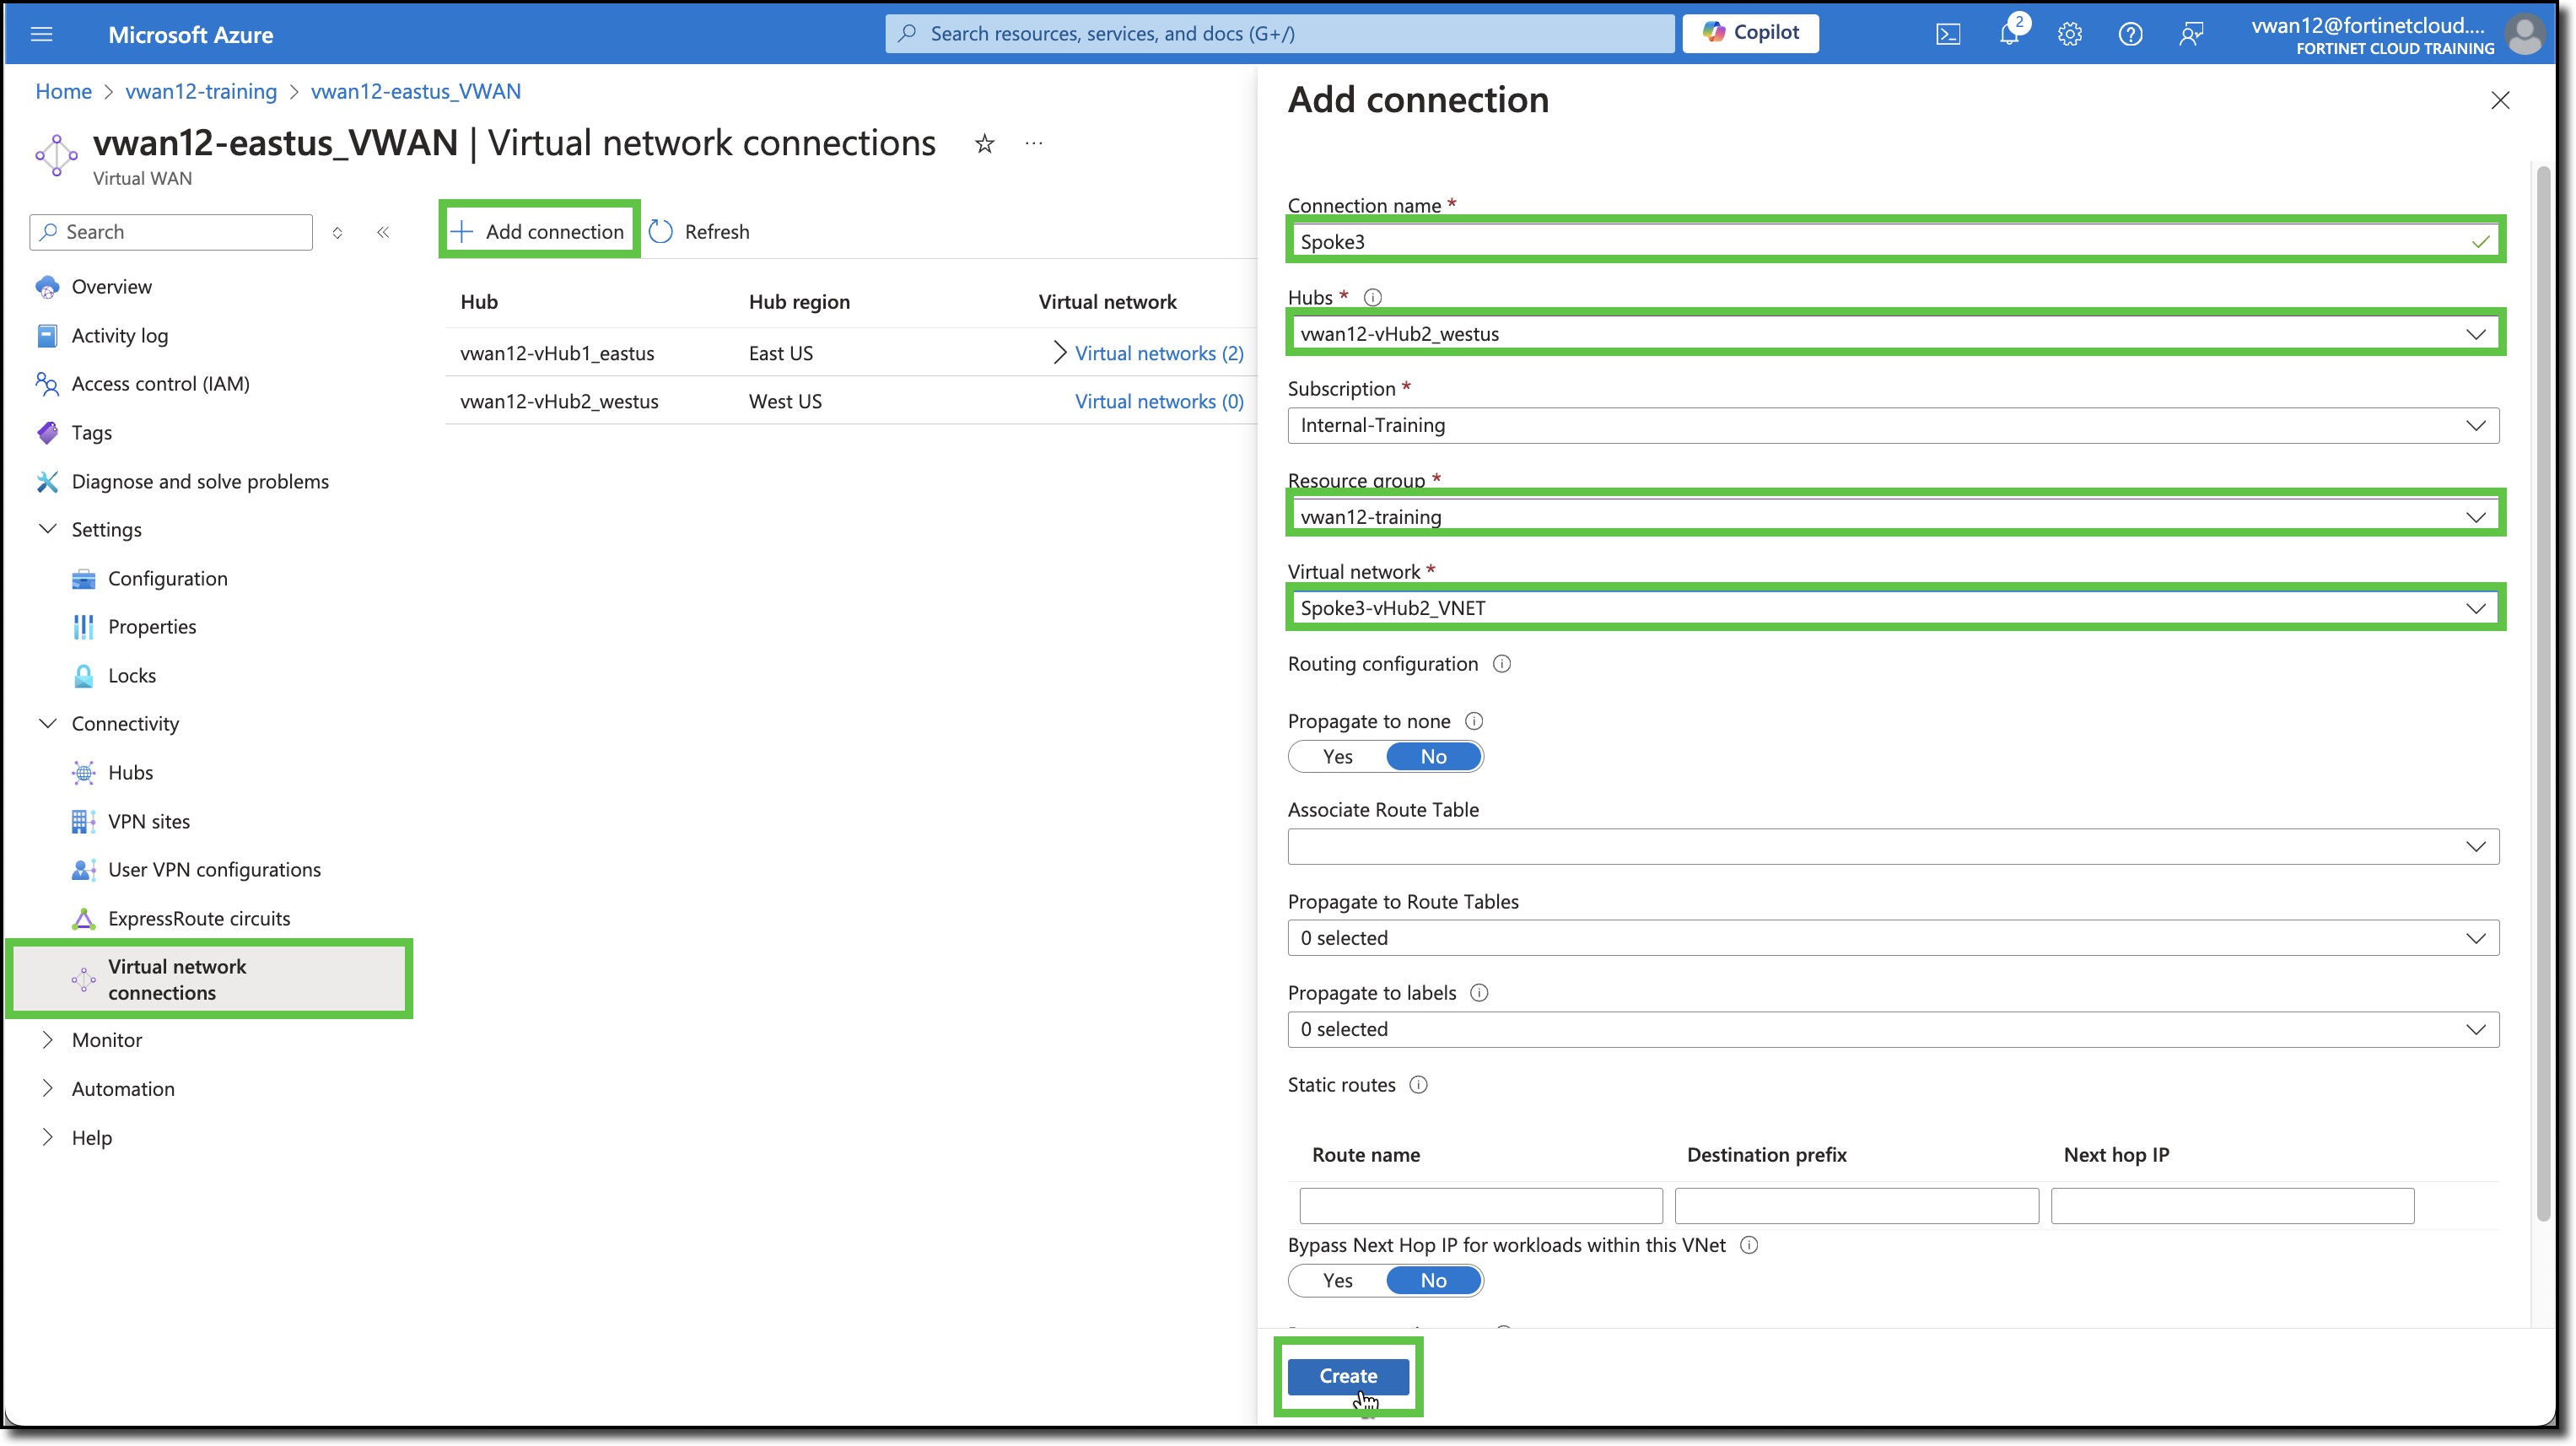 Microsoft Azure
Search resources, services, and docs (G+/)
Copilot
2
vwan12@fortinetcloud....
FORTINET CLOUD TRAINING
Home > vwan12-training > vwan12-eastus_VWAN
vwan12-eastus_VWAN | Virtual network connections
Virtual WAN
Search
Overview
Activity log
Access control (IAM)
Tags
Diagnose and solve problems
Settings
Configuration
Properties
Locks
Connectivity
Hubs
VPN sites
User VPN configurations
ExpressRoute circuits
Virtual network
connections
Monitor
Automation
Help
Add connection Refresh
Hub Hub region Virtual network
vwan12-vHub1_eastus East US Virtual networks (2)
vwan12-vHub2_westus West US Virtual networks (0)
Add connection
Connection name *
Spoke3
Hubs *
vwan12-vHub2_westus
Subscription *
Internal-Training
Resource group *
vwan12-training
Virtual network *
Spoke3-vHub2_VNET
Routing configuration
Propagate to none
Yes No
Associate Route Table
Propagate to Route Tables
0 selected
Propagate to labels
0 selected
Static routes
Route name Destination prefix Next hop IP
Bypass Next Hop IP for workloads within this VNet
Yes No
Create